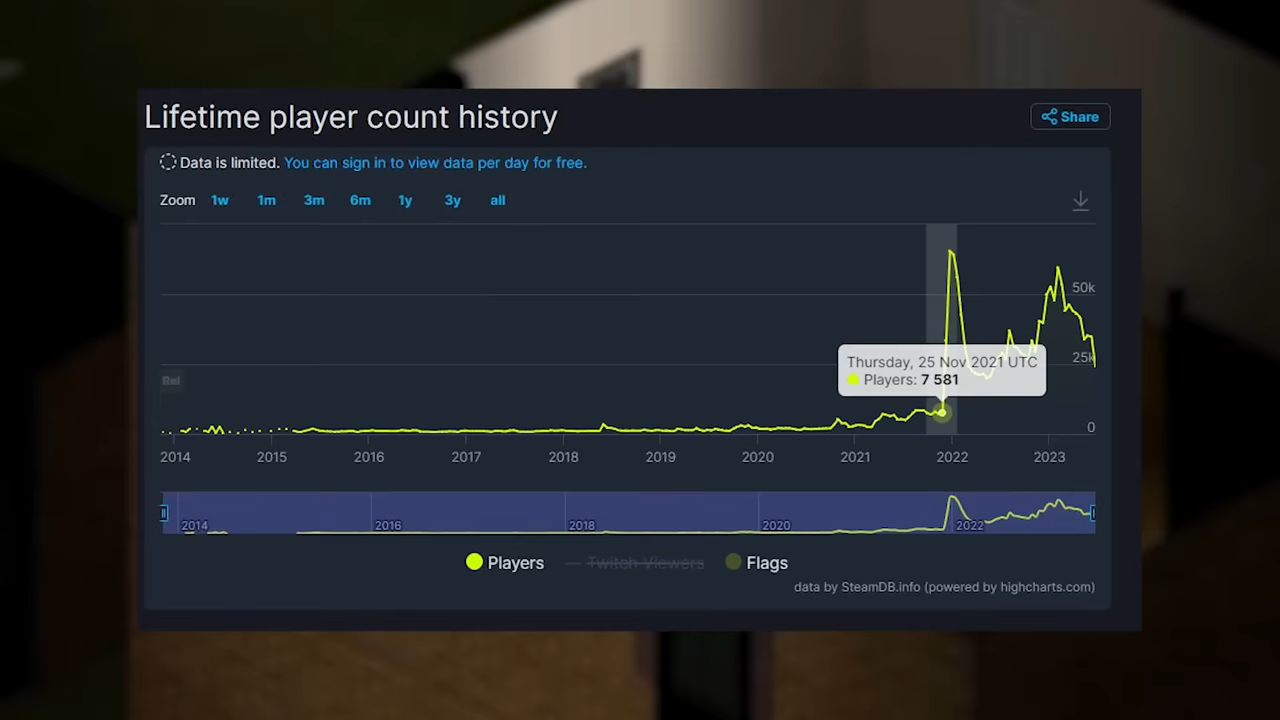 Lifetime player count history
Share
Data is limited. You can sign in to view data per day for free.
Zoom 1w 1m 3m 6m 1y 3y all
50k
Thursday, 25 Nov 2021 UTC
25k
Players: 7 581
Rel
0
2014 2015 2016 2017 2018 2019 2020 2021 2022 2023
2014 2016 2018 2020 2022
Players Twitch Viewers Flags
data by SteamDB.info (powered by highcharts.com)